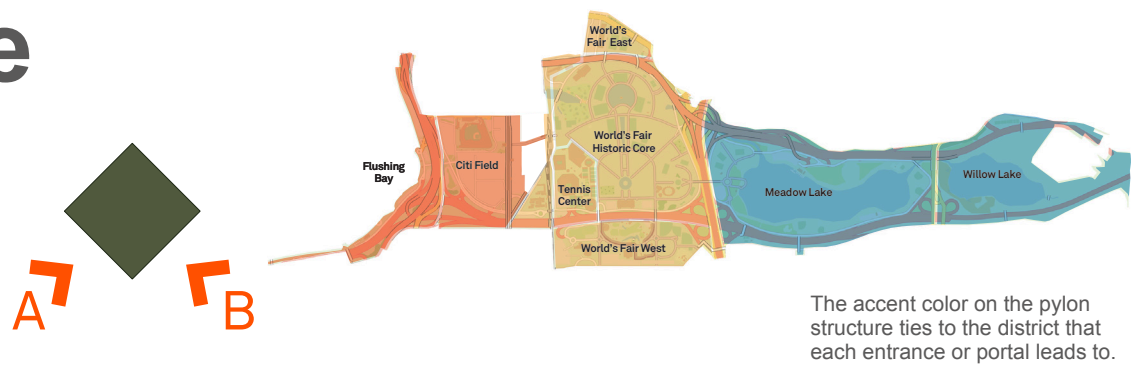 e
World's
Fair East
World's Fair
Historic Core
Flushing
Bay
Citi Field
Tennis
Center
Meadow Lake
Willow Lake
World's Fair West
A
B
The accent color on the pylon
structure ties to the district that
each entrance or portal leads to.